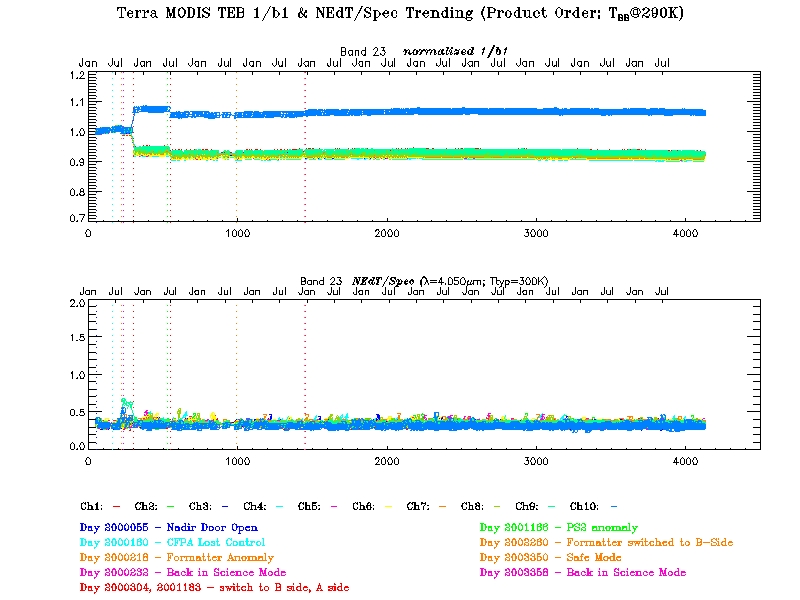 Terra MODIS TEB 1/b1 & NEdT/Spec Trending (Product Order; TBB@290K)
Band 23 normalized 1/b1
Jan Jul Jan Jul Jan Jul Jan Jul Jan Jul Jan Jul Jan Jul Jan Jul Jan Jul Jan Jul Jan Jul
1.2
1.1
1.0
0.9
0.8
0.7
0 1000 2000 3000 4000
Band 23 NEdT/Spec (λ=4.050μm; Ttyp=300K)
Jan Jul Jan Jul Jan Jul Jan Jul Jan Jul Jan Jul Jan Jul Jan Jul Jan Jul Jan Jul Jan Jul
2.0
1.5
1.0
0.5
0.0
0 1000 2000 3000 4000
Ch1: – Ch2: – Ch3: – Ch4: – Ch5: – Ch6: – Ch7: – Ch8: – Ch9: – Ch10: –
Day 2000055 – Nadir Door Open
Day 2000160 – CFPA Lost Control
Day 2000218 – Formatter Anomaly
Day 2000232 – Back in Science Mode
Day 2000304, 2001183 – switch to B side, A side
Day 2001166 – PS2 anomaly
Day 2002260 – Formatter switched to B-Side
Day 2003350 – Safe Mode
Day 2003358 – Back in Science Mode